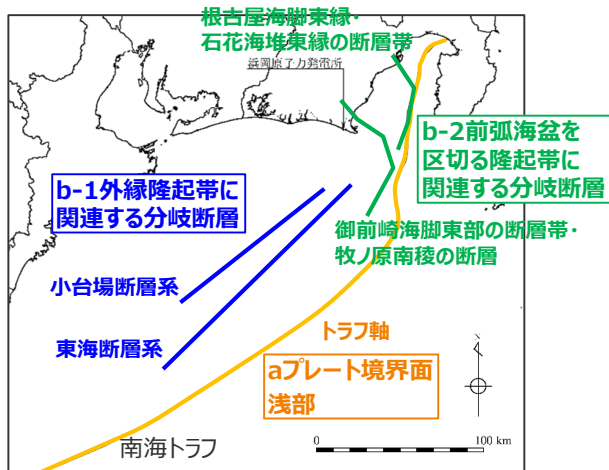 根古屋海脚東縁・
石花海堆東縁の断層帯
浜岡原子力発電所
b-2前弧海盆を
区切る隆起帯に
関連する分岐断層
b-1外縁隆起帯に
関連する分岐断層
御前崎海脚東部の断層帯・
牧ノ原南稜の断層
小台場断層系
東海断層系
トラフ軸
aプレート境界面
浅部
N
南海トラフ
0 100 km